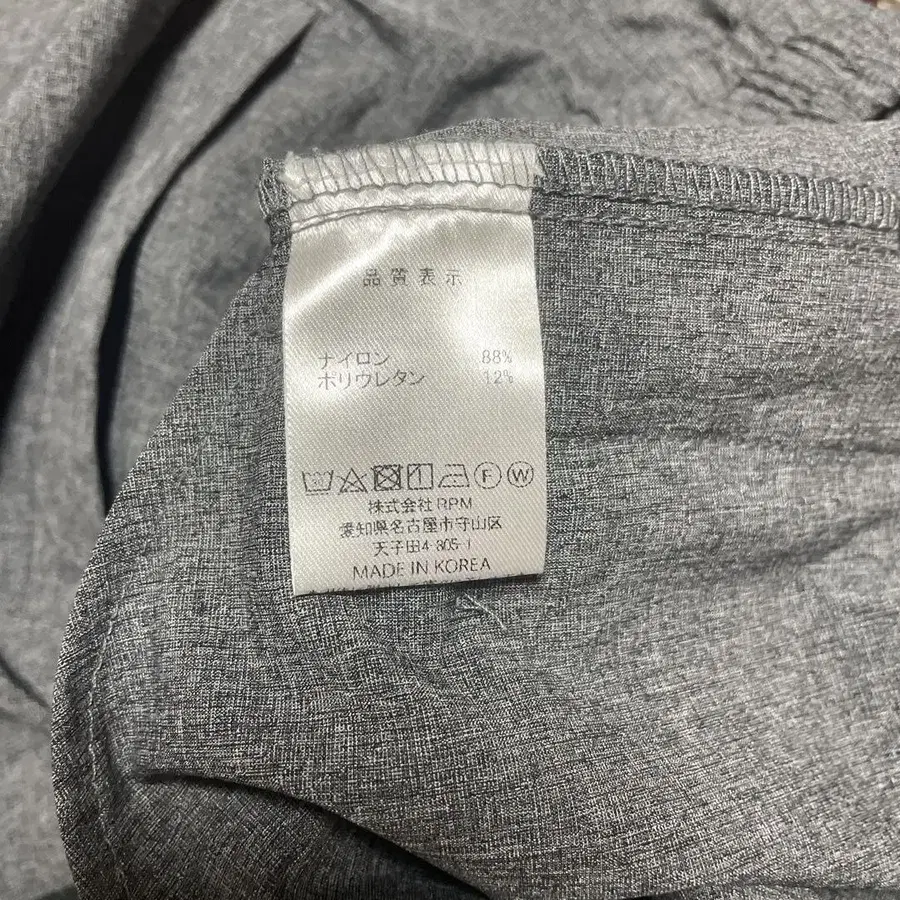 品質表示
ナイロン 88%
ポリウレタン 12%
F W
株式会社RPM
愛知県名古屋市守山区
天子田4-805-1
MADE IN KOREA